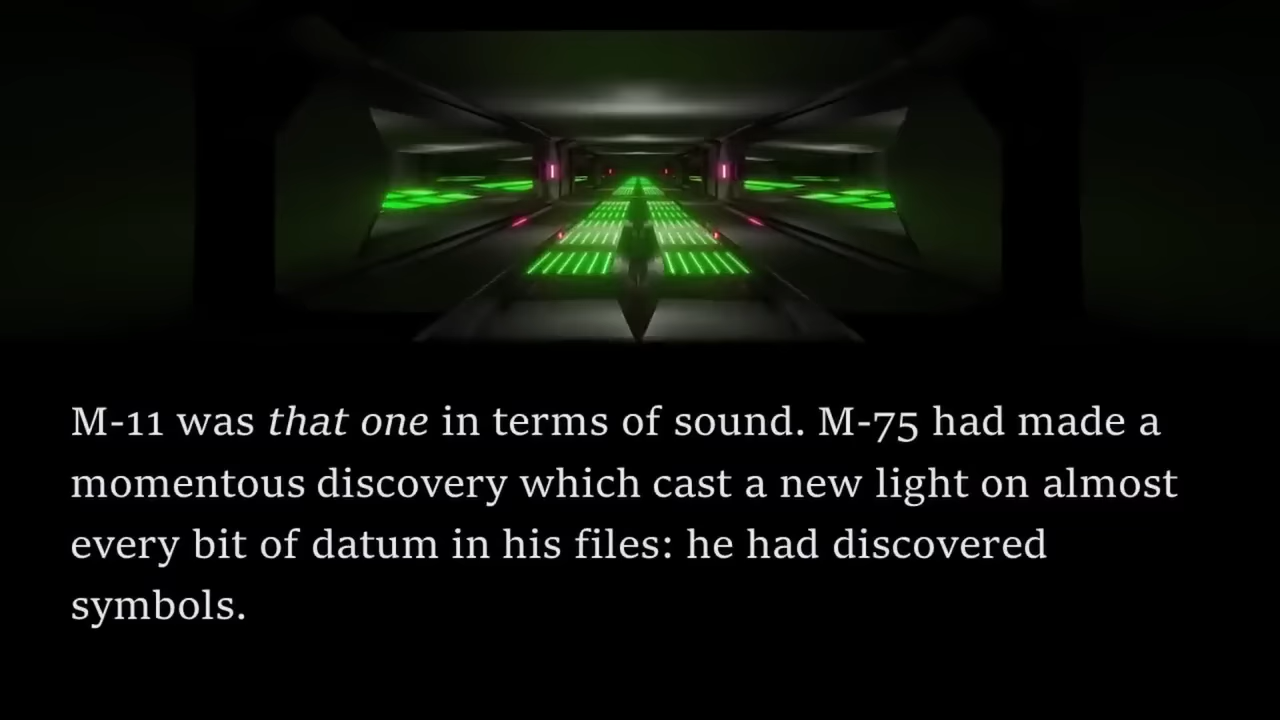 M-11 was that one in terms of sound. M-75 had made a
momentous discovery which cast a new light on almost
every bit of datum in his files: he had discovered
symbols.